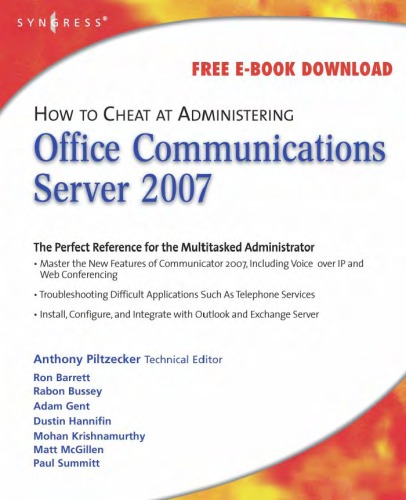 SYNGRESS®
FREE E-BOOK DOWNLOAD
HOW TO CHEAT AT ADMINISTERING
Office Communications
Server 2007
The Perfect Reference for the Multitasked Administrator
• Master the New Features of Communicator 2007, Including Voice over IP and
Web Conferencing
• Troubleshooting Difficult Applications Such As Telephone Services
• Install, Configure, and Integrate with Outlook and Exchange Server
Anthony Piltzecker Technical Editor
Ron Barrett
Rabon Bussey
Adam Gent
Dustin Hannifin
Mohan Krishnamurthy
Matt McGillen
Paul Summitt